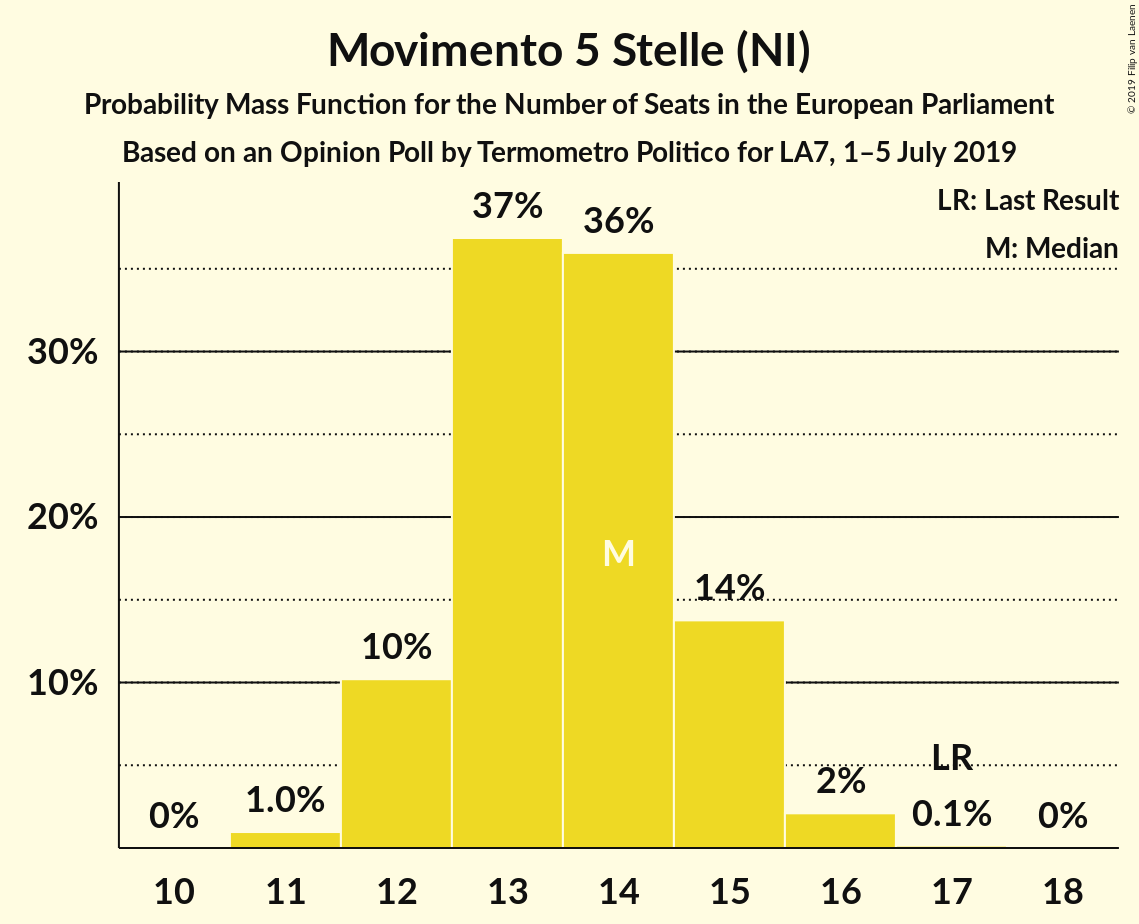 Movimento 5 Stelle (NI)
Probability Mass Function for the Number of Seats in the European Parliament
Based on an Opinion Poll by Termometro Politico for LA7, 1–5 July 2019
© 2019 Filip van Laenen
LR: Last Result
M: Median
37%
36%
30%
20%
M
14%
10%
10%
LR
2%
1.0%
0%
0.1%
0%
10 11 12 13 14 15 16 17 18